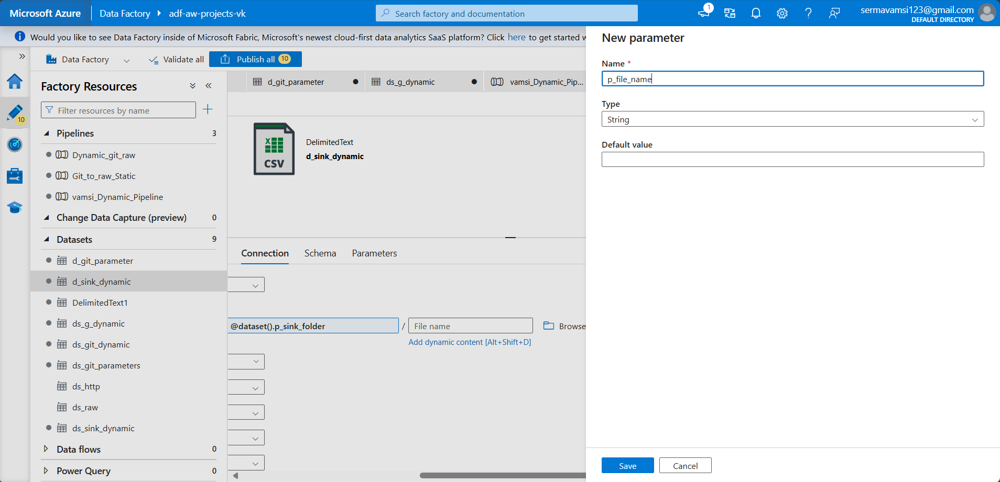 Microsoft Azure
Data Factory
adf-aw-projects-vk
Search factory and documentation
1
sermavamsi123@gmail.com
DEFAULT DIRECTORY
Would you like to see Data Factory inside of Microsoft Fabric, Microsoft's newest cloud-first data analytics SaaS platform? Click here to get started
Data Factory
Validate all
Publish all 10
10
Factory Resources
Filter resources by name
Pipelines 3
Dynamic_git_raw
Git_to_raw_Static
vamsi_Dynamic_Pipeline
Change Data Capture (preview) 0
Datasets 9
d_git_parameter
d_sink_dynamic
DelimitedText1
ds_g_dynamic
ds_git_dynamic
ds_git_parameters
ds_http
ds_raw
ds_sink_dynamic
Data flows 0
Power Query 0
d_git_parameter
ds_g_dynamic
vamsi_Dynamic_Pip...
X
CSV
DelimitedText
d_sink_dynamic
Connection Schema Parameters
@dataset().p_sink_folder / File name Browse
Add dynamic content [Alt+Shift+D]
New parameter
Name *
p_file_name
Type
String
Default value
Save Cancel